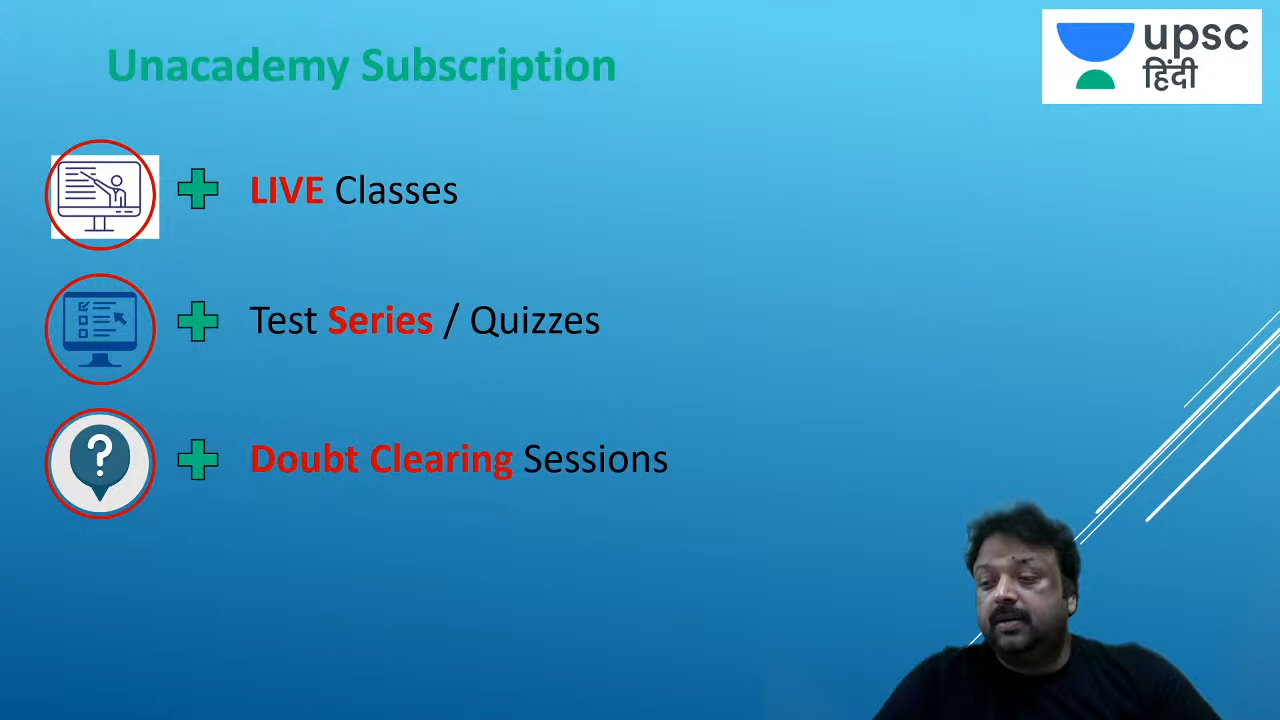 Unacademy Subscription
upsc
हिंदी
LIVE Classes
Test Series / Quizzes
?
Doubt Clearing Sessions